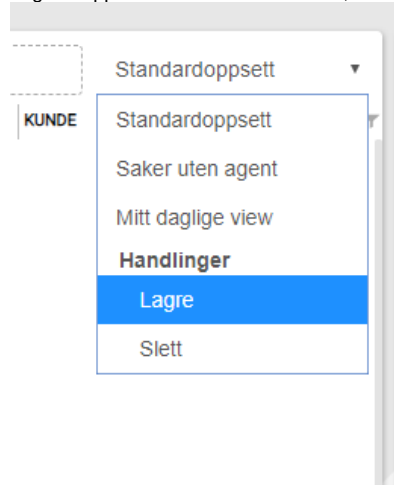 Standardoppsett
KUNDE
Standardoppsett
Saker uten agent
Mitt daglige view
Handlinger
Lagre
Slett